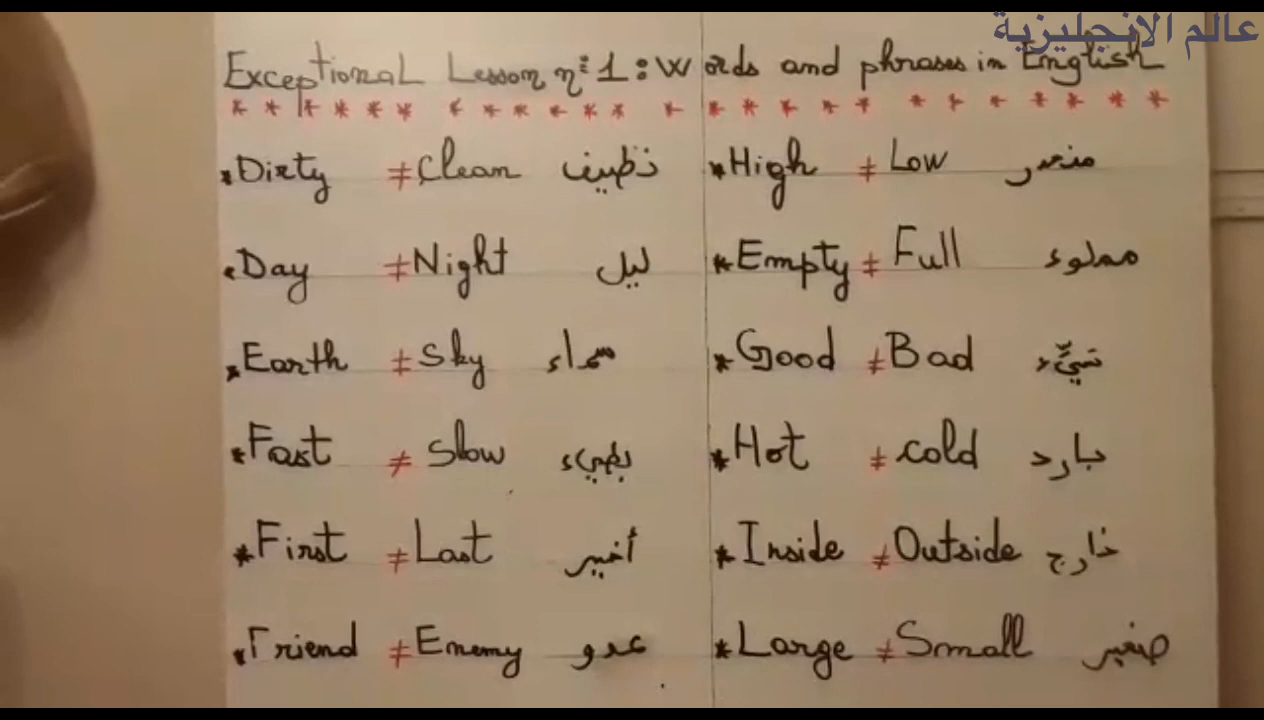 عالم الانجليزية
Exceptional Lesson n°1: Words and phrases in English
* * * * * * * * * * * * * * * * * * * * * * * * *
*Dirty ≠ Clean نظيف
*Day ≠ Night ليل
*Earth ≠ Sky سماء
*Fast ≠ Slow بطيء
*First ≠ Last أخير
*Friend ≠ Enemy عدو
*High ≠ Low
*Empty ≠ Full مملوء
*Good ≠ Bad
*Hot ≠ cold بارد
*Inside ≠ Outside خارج
*Large ≠ Small صغير